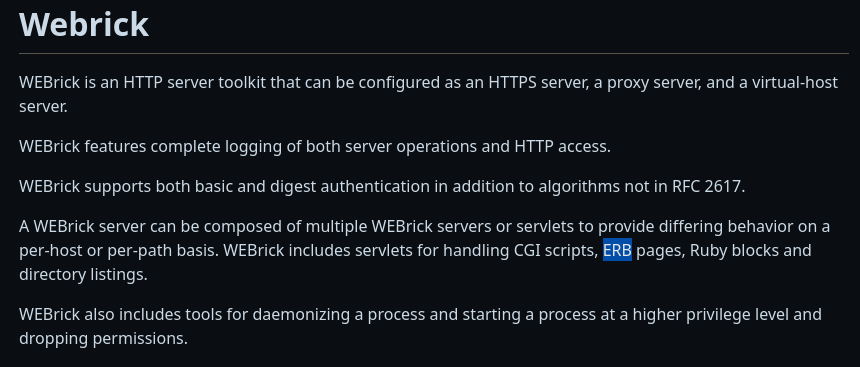 Webrick
WEBrick is an HTTP server toolkit that can be configured as an HTTPS server, a proxy server, and a virtual-host
server.
WEBrick features complete logging of both server operations and HTTP access.
WEBrick supports both basic and digest authentication in addition to algorithms not in RFC 2617.
A WEBrick server can be composed of multiple WEBrick servers or servlets to provide differing behavior on a
per-host or per-path basis. WEBrick includes servlets for handling CGI scripts, ERB pages, Ruby blocks and
directory listings.
WEBrick also includes tools for daemonizing a process and starting a process at a higher privilege level and
dropping permissions.